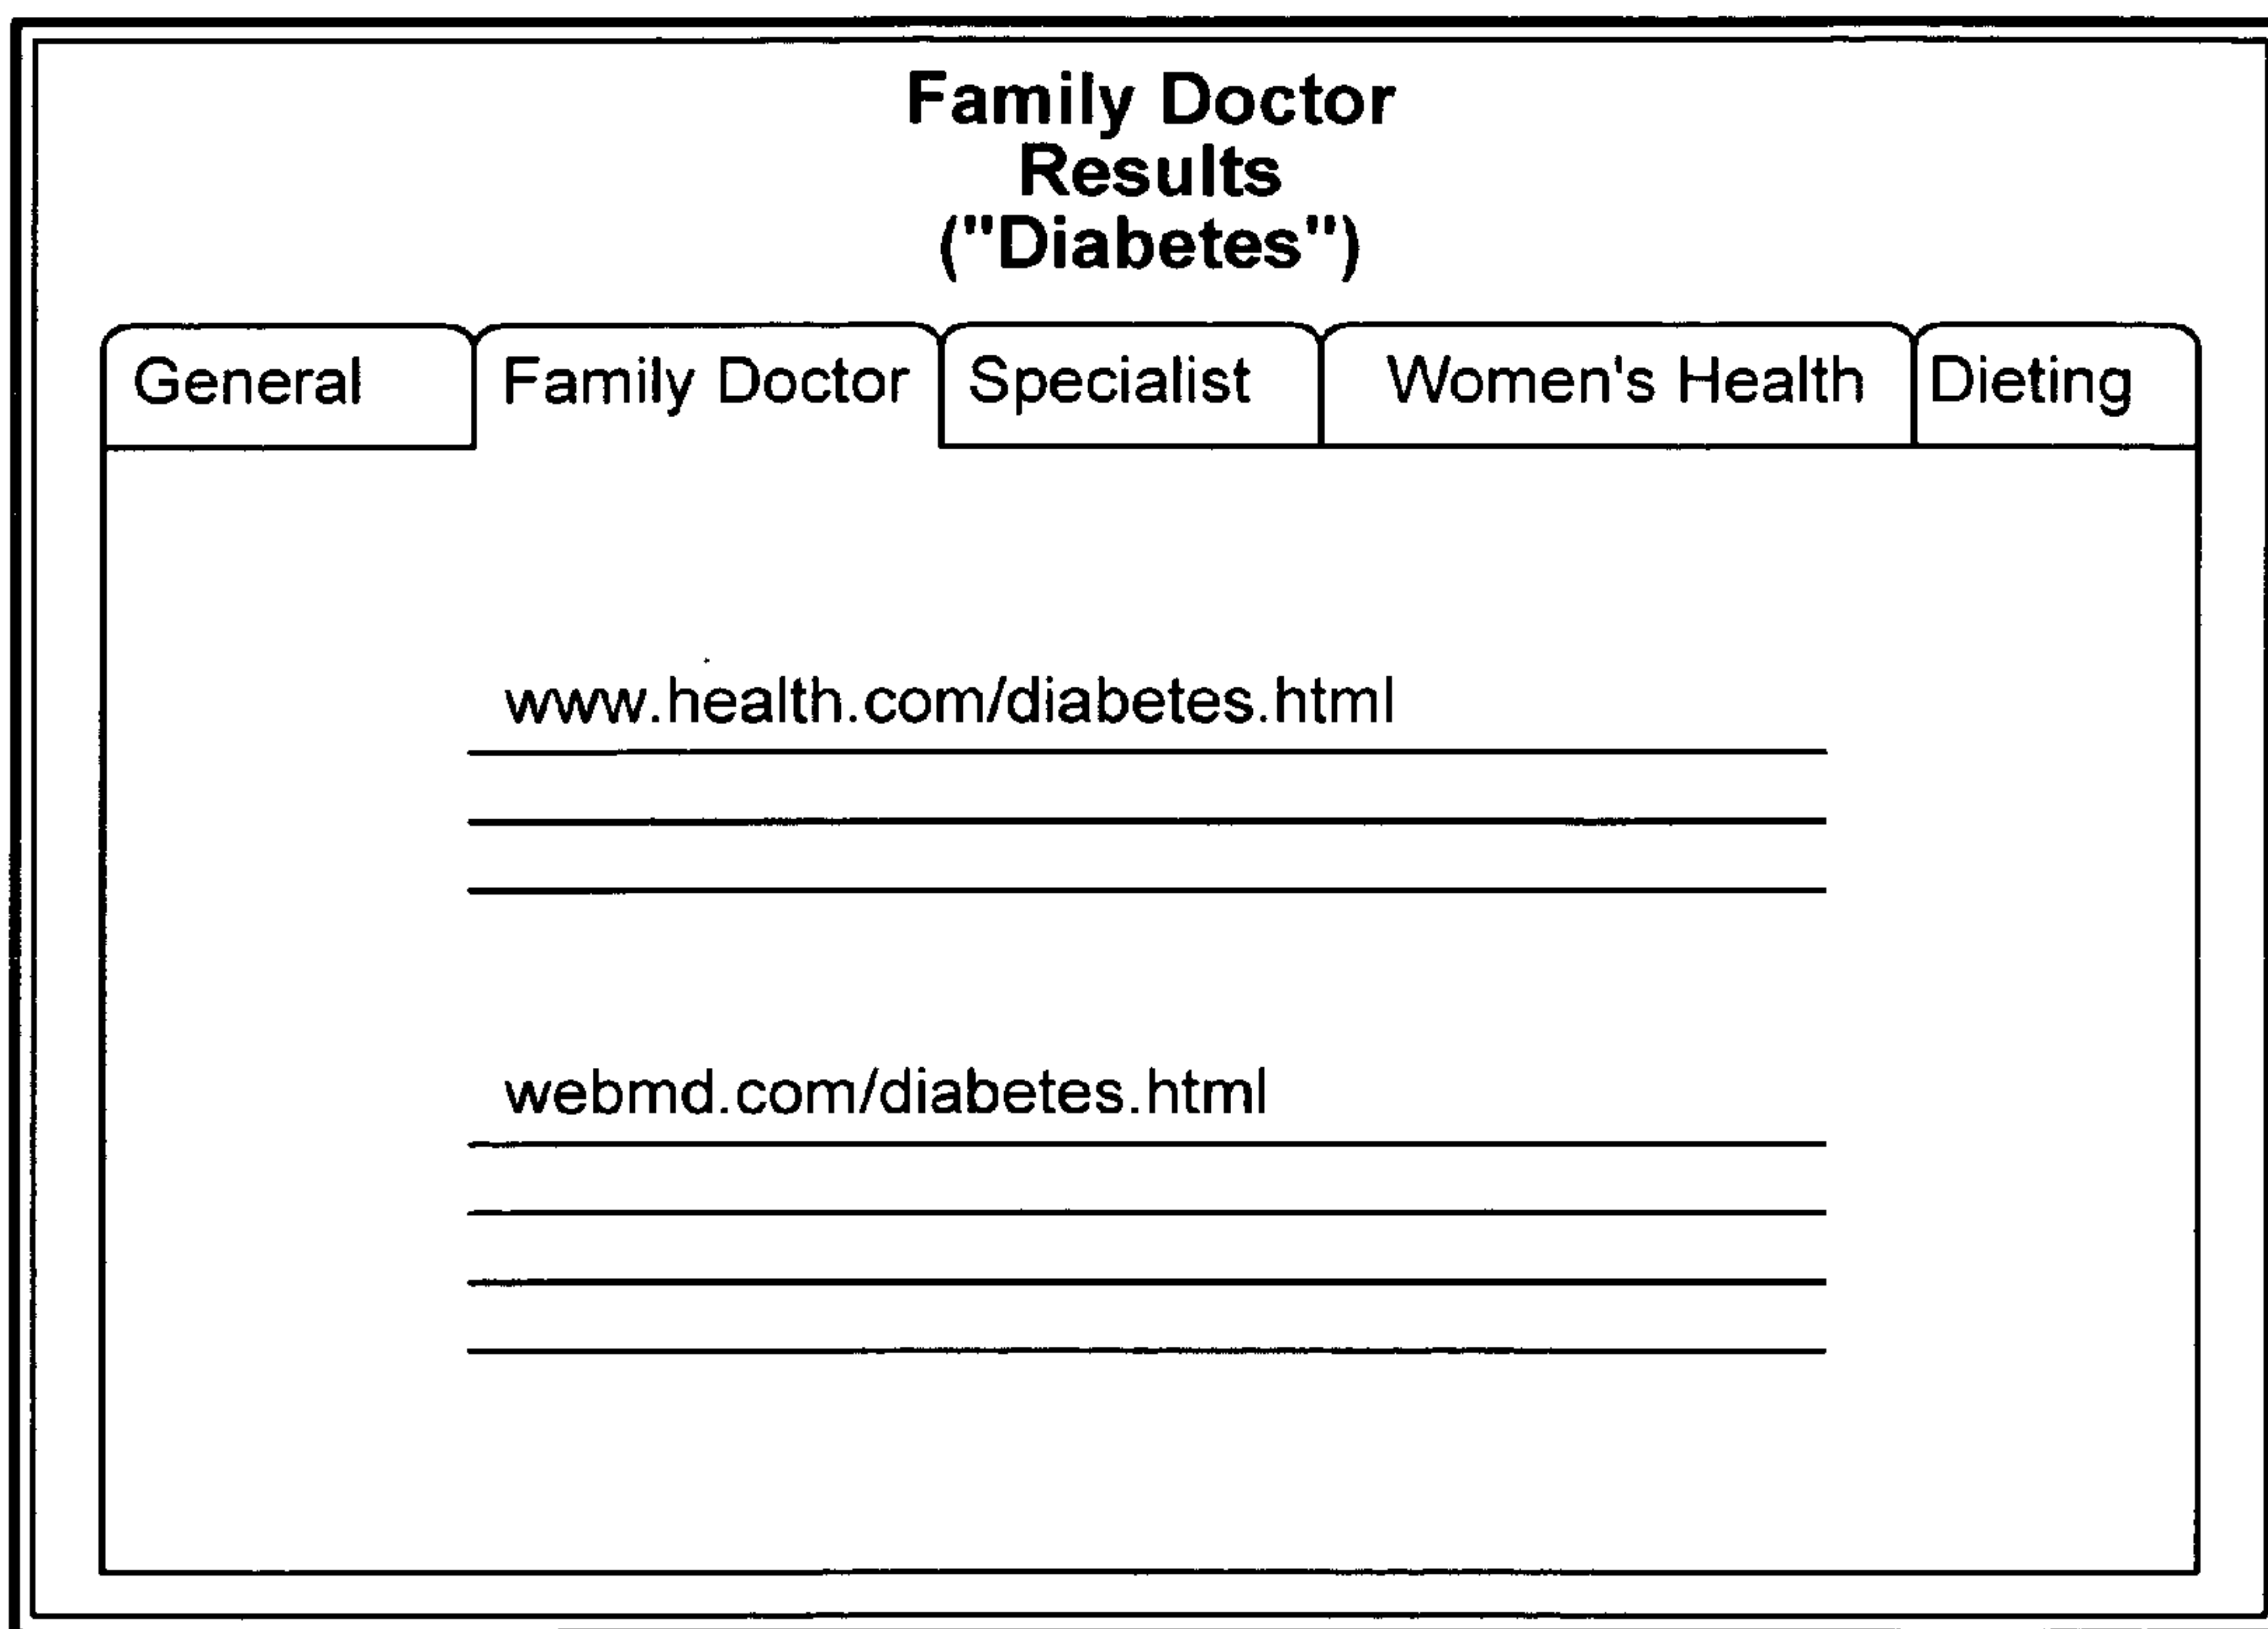 Family Doctor
Results
("Diabetes")
General Family Doctor Specialist Women's Health Dieting
www.health.com/diabetes.html
webmd.com/diabetes.html